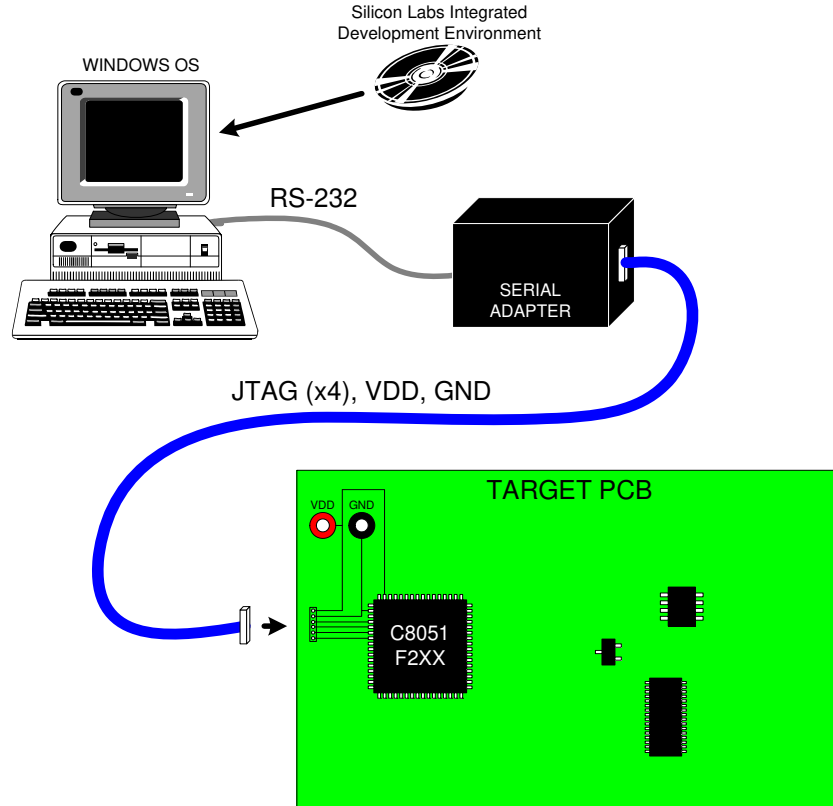 Silicon Labs Integrated
Development Environment
WINDOWS OS
RS-232
SERIAL
ADAPTER
JTAG (x4), VDD, GND
TARGET PCB
VDD
GND
C8051
F2XX